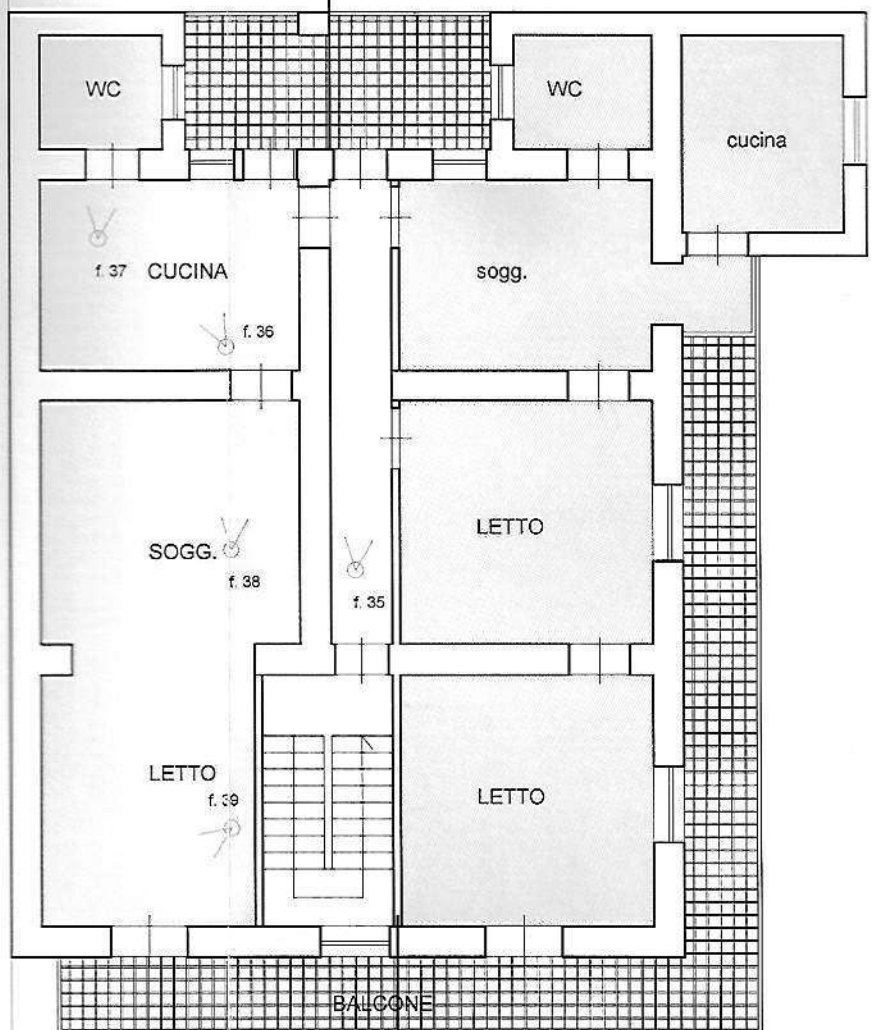 WC
WC
cucina
f. 37 CUCINA
sogg.
f. 36
SOGG.
f. 38
LETTO
f. 35
LETTO
f. 39
LETTO
BALCONE